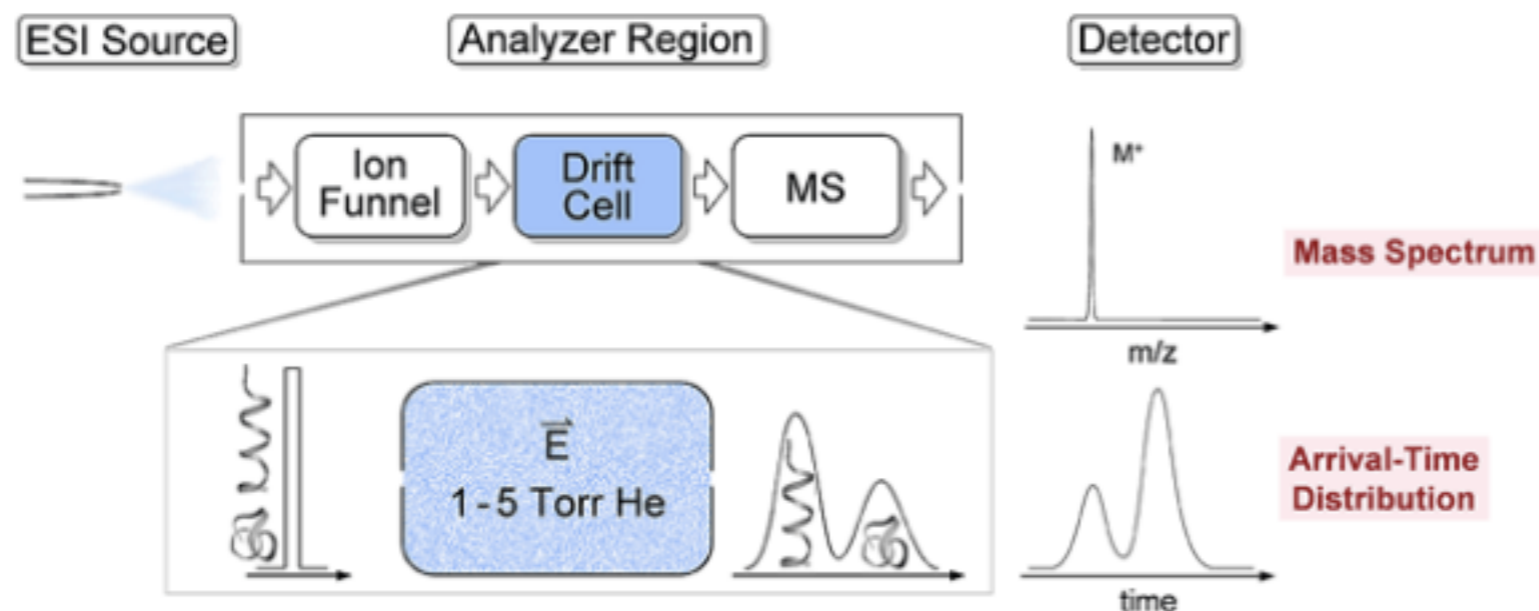 ESI Source
Analyzer Region
Detector
Ion
Funnel
Drift
Cell
MS
M⁺
Mass Spectrum
m/z
E⃗
1 - 5 Torr He
Arrival-Time
Distribution
time